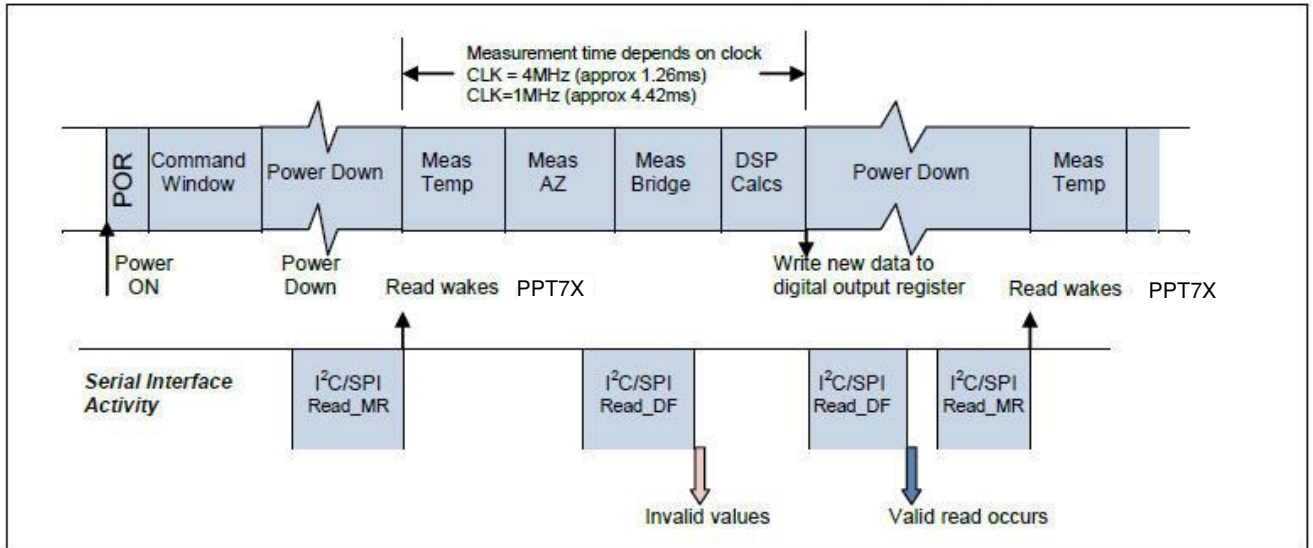 Measurement time depends on clock
CLK = 4MHz (approx 1.26ms)
CLK=1MHz (approx 4.42ms)
POR
Command
Window
Power Down
Meas
Temp
Meas
AZ
Meas
Bridge
DSP
Calcs
Power Down
Meas
Temp
Power
ON
Power
Down
Read wakes PPT7X
Write new data to
digital output register
Read wakes PPT7X
Serial Interface
Activity
I²C/SPI
Read_MR
I²C/SPI
Read_DF
I²C/SPI
Read_DF
I²C/SPI
Read_MR
Invalid values
Valid read occurs